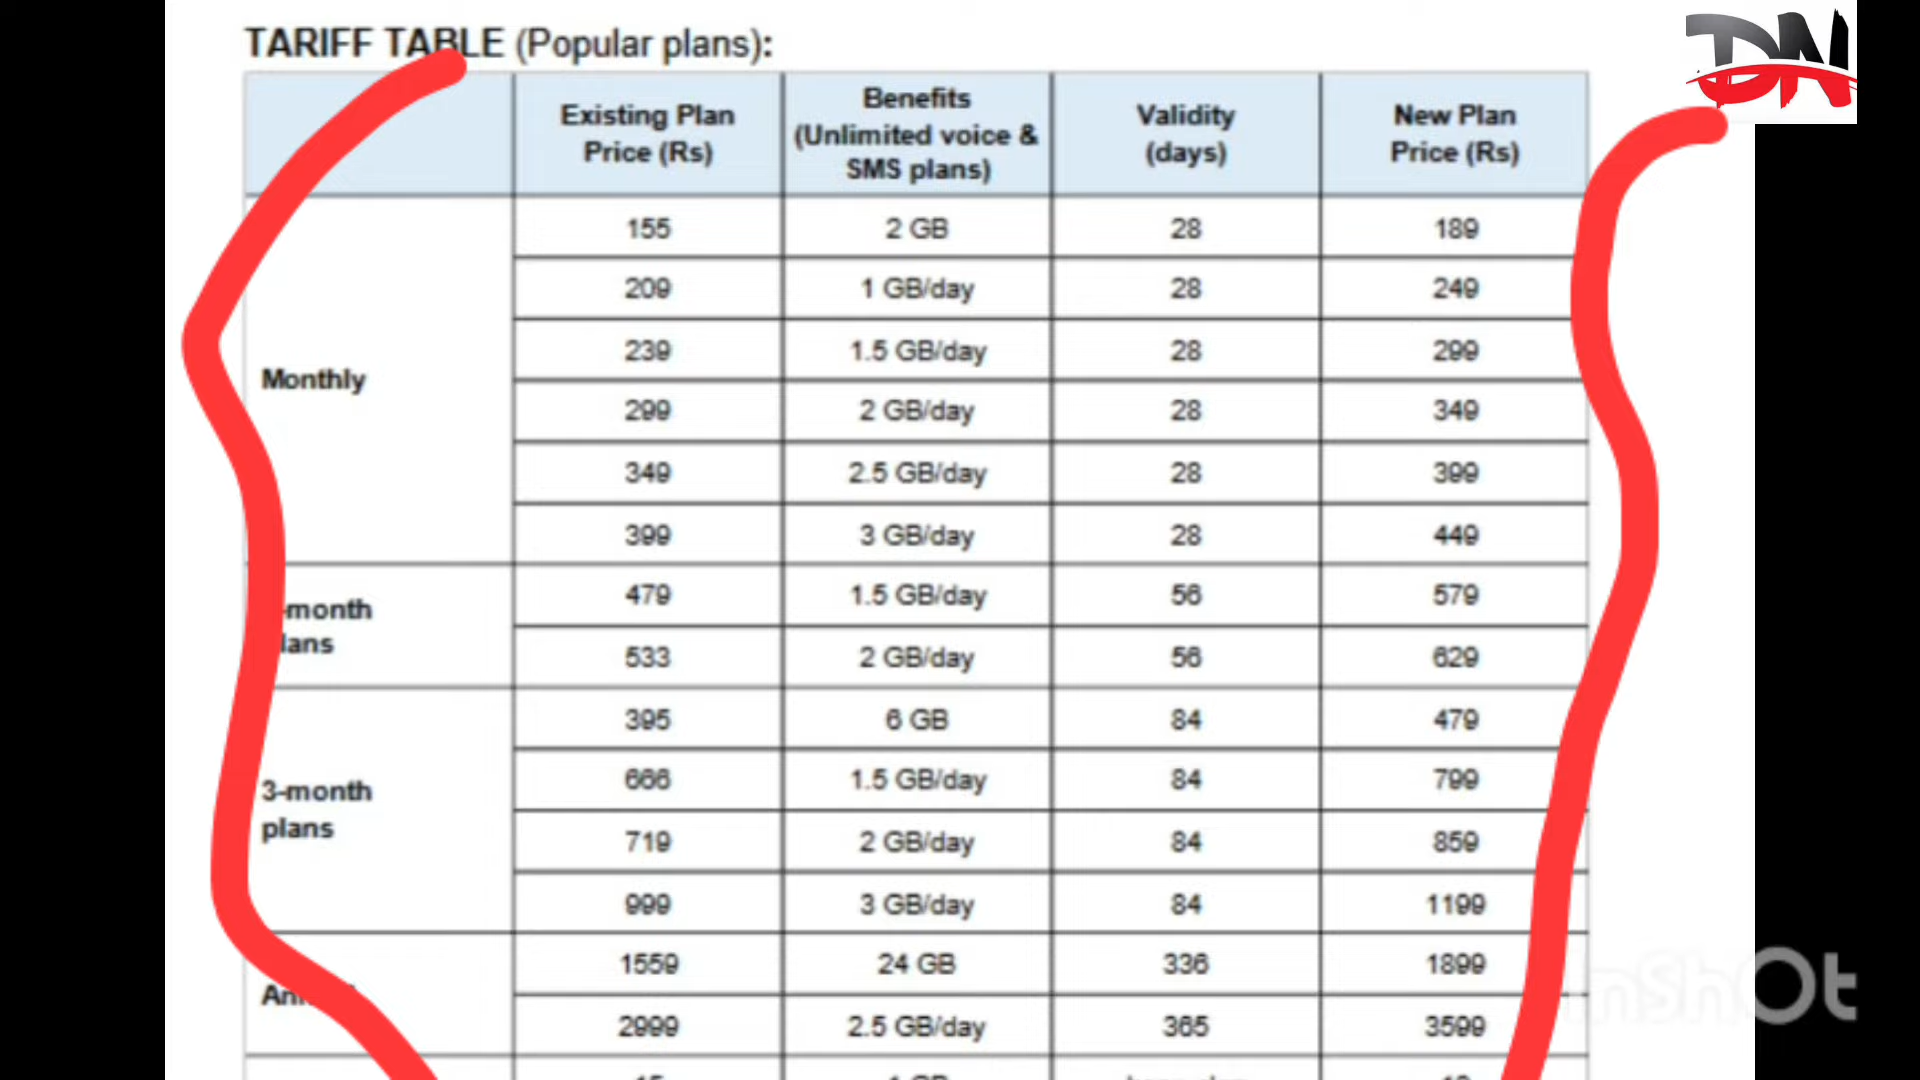 TARIFF TABLE (Popular plans):
Existing Plan Price (Rs) Benefits (Unlimited voice & SMS plans) Validity (days) New Plan Price (Rs)
Monthly
155 2 GB 28 189
209 1 GB/day 28 249
239 1.5 GB/day 28 299
299 2 GB/day 28 349
349 2.5 GB/day 28 399
399 3 GB/day 28 449
-month
plans
479 1.5 GB/day 56 579
533 2 GB/day 56 629
3-month
plans
395 6 GB 84 479
666 1.5 GB/day 84 799
719 2 GB/day 84 859
999 3 GB/day 84 1199
1559 24 GB 336 1899
2999 2.5 GB/day 365 3599
DN
InShOt